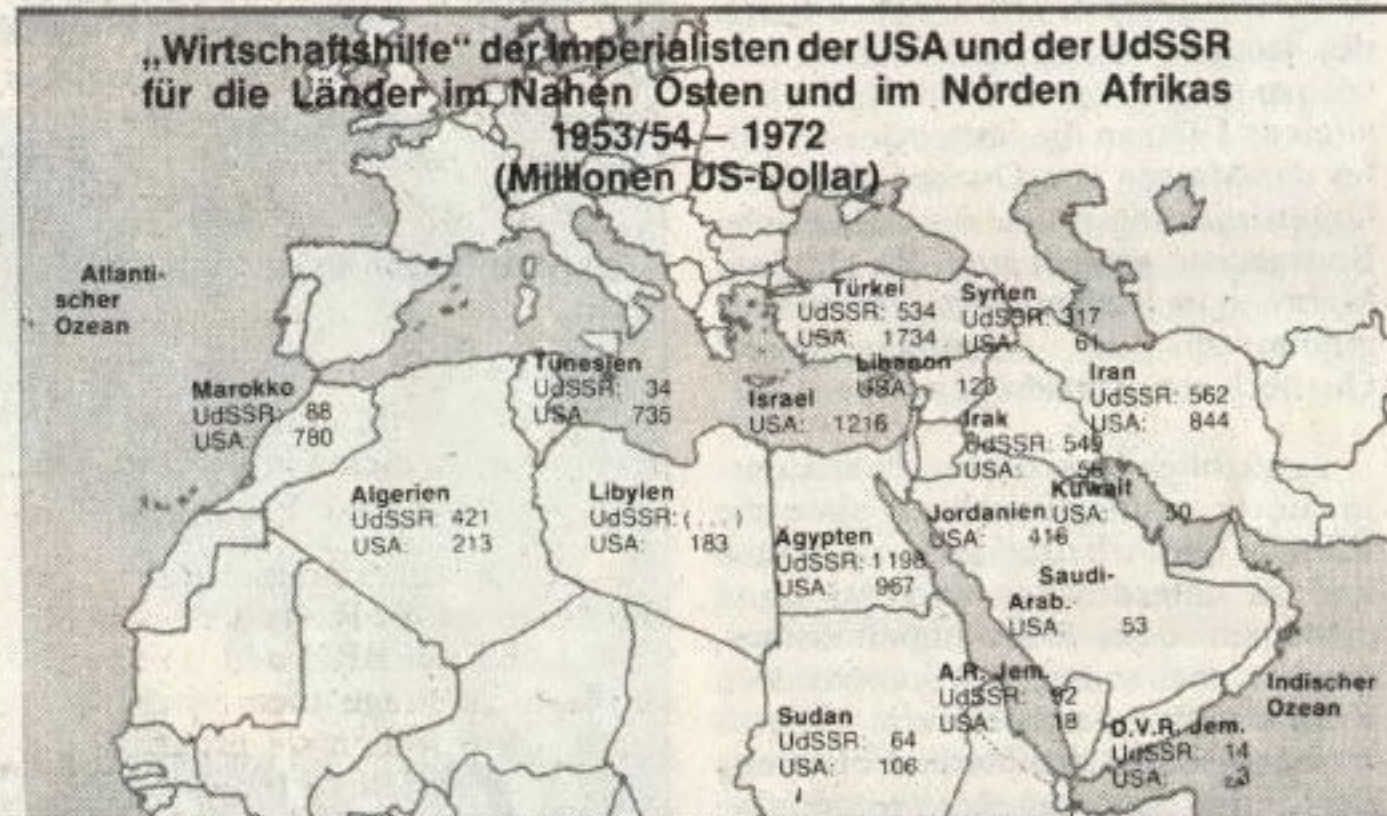 „Wirtschaftshilfe“ der Imperialisten der USA und der UdSSR
für die Länder im Nahen Osten und im Norden Afrikas
1953/54 – 1972
(Millionen US-Dollar)
Atlanti-
scher
Ozean
Marokko
UdSSR: 88
USA: 780
Tunesien
UdSSR: 34
USA 735
Türkei
UdSSR: 534
USA: 1734
Syrien
UdSSR: 317
USA: 61
Libanon
USA: 123
Israel
USA: 1216
Irak
UdSSR: 549
USA:
Iran
UdSSR: 562
USA: 844
Algerien
UdSSR 421
USA: 213
Libyien
UdSSR: (...)
USA: 183
Ägypten
UdSSR: 1198
USA: 967
Jordanien
USA: 416
Kuwait
USA: 50
Saudi-
Arab.
USA 53
Sudan
UdSSR: 64
USA: 106
A.R. Jem.
UdSSR: 92
USA: 18
D.V.R. Jem.
UdSSR: 14
USA: 3
Indischer
Ozean